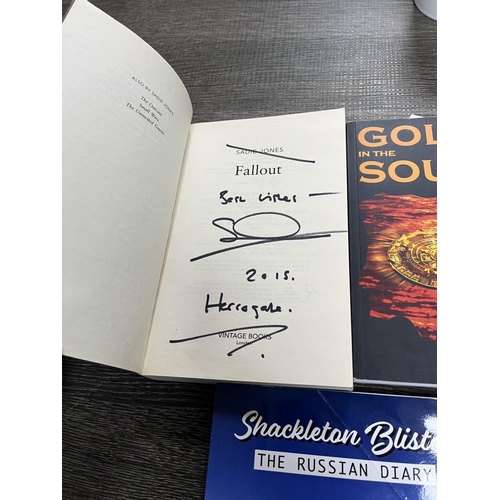 ALSO BY SADIE JONES
The Outcast
Small Wars
The Uninvited Guests
SADIE JONES
Fallout
Best wishes —
2015.
Harrogate.
VINTAGE BOOKS
London
GOL
IN THE
SOU
Shackleton Blist
THE RUSSIAN DIARY